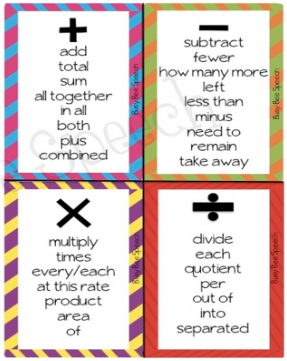 +
add
total
sum
all together
in all
both
plus
combined
Busy Bee Speech
−
subtract
fewer
how many more
left
less than
minus
need to
remain
take away
Busy Bee Speech
×
multiply
times
every/each
at this rate
product
area
of
Busy Bee Speech
÷
divide
each
quotient
per
out of
into
separated
Busy Bee Speech
Speech